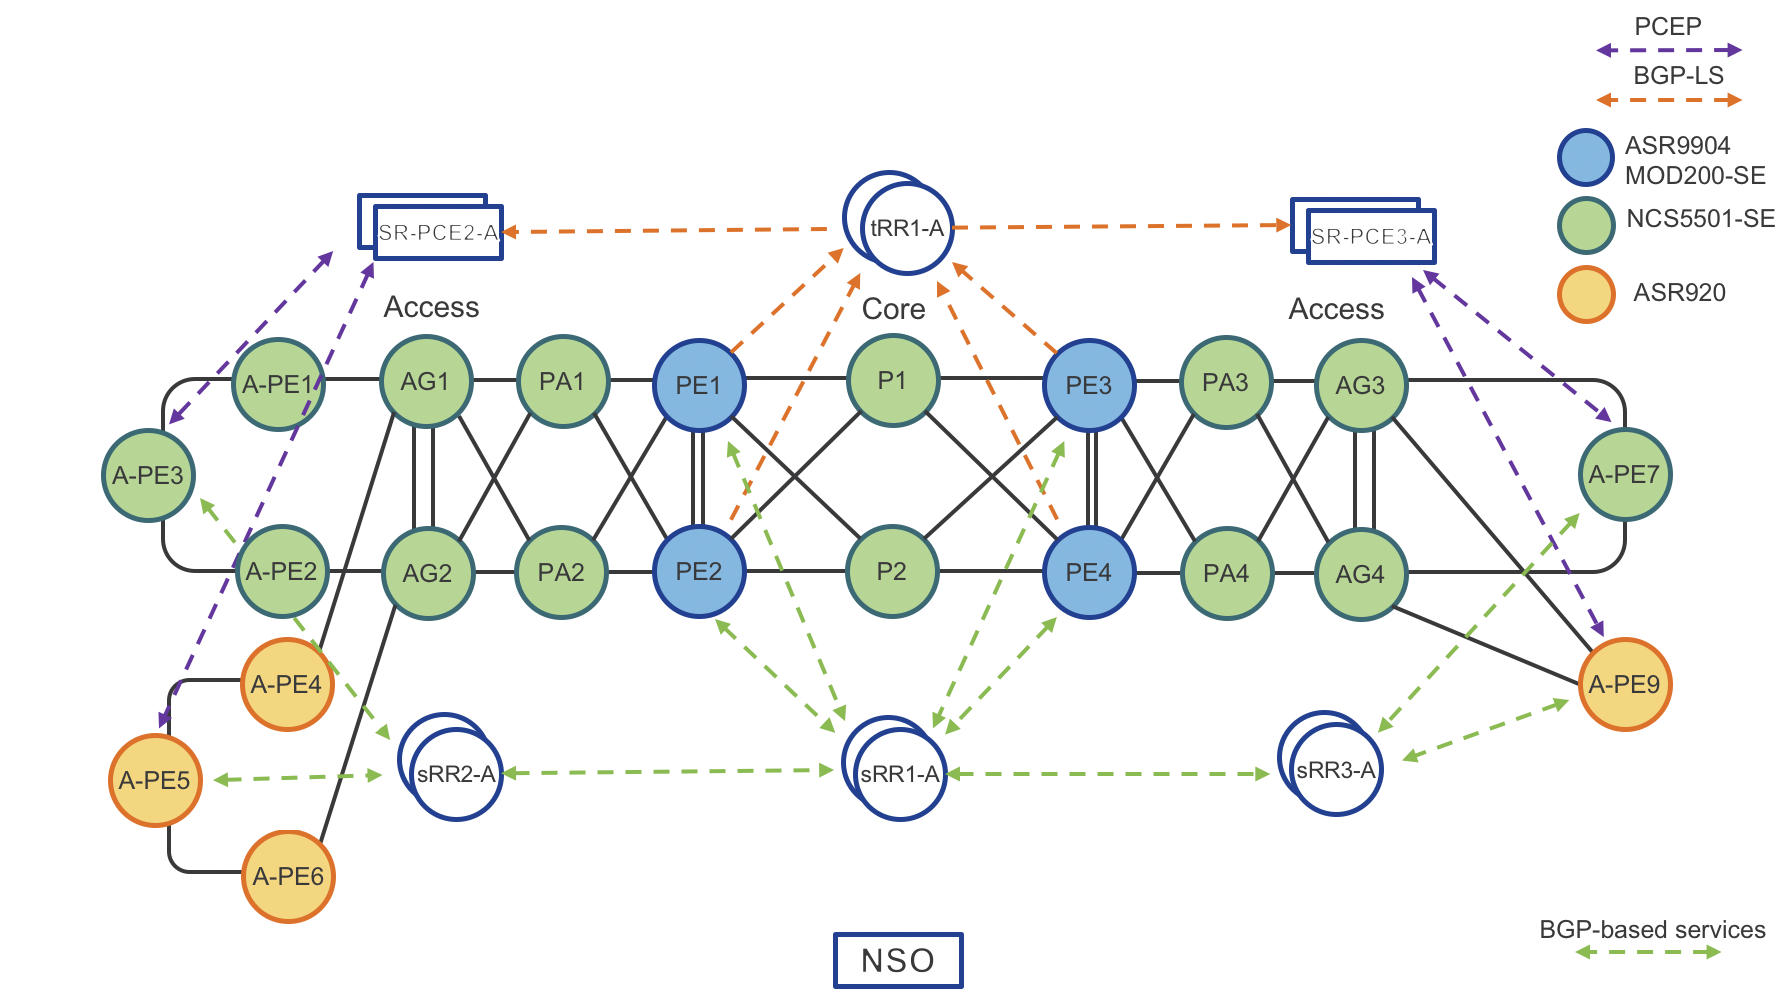 PCEP
BGP-LS
ASR9904
MOD200-SE
NCS5501-SE
ASR920
SR-PCE2-A
tRR1-A
SR-PCE3-A
Access
Core
Access
A-PE1
AG1
PA1
PE1
P1
PE3
PA3
AG3
A-PE3
A-PE7
A-PE2
AG2
PA2
PE2
P2
PE4
PA4
AG4
A-PE4
A-PE9
A-PE5
sRR2-A
sRR1-A
sRR3-A
A-PE6
BGP-based services
NSO